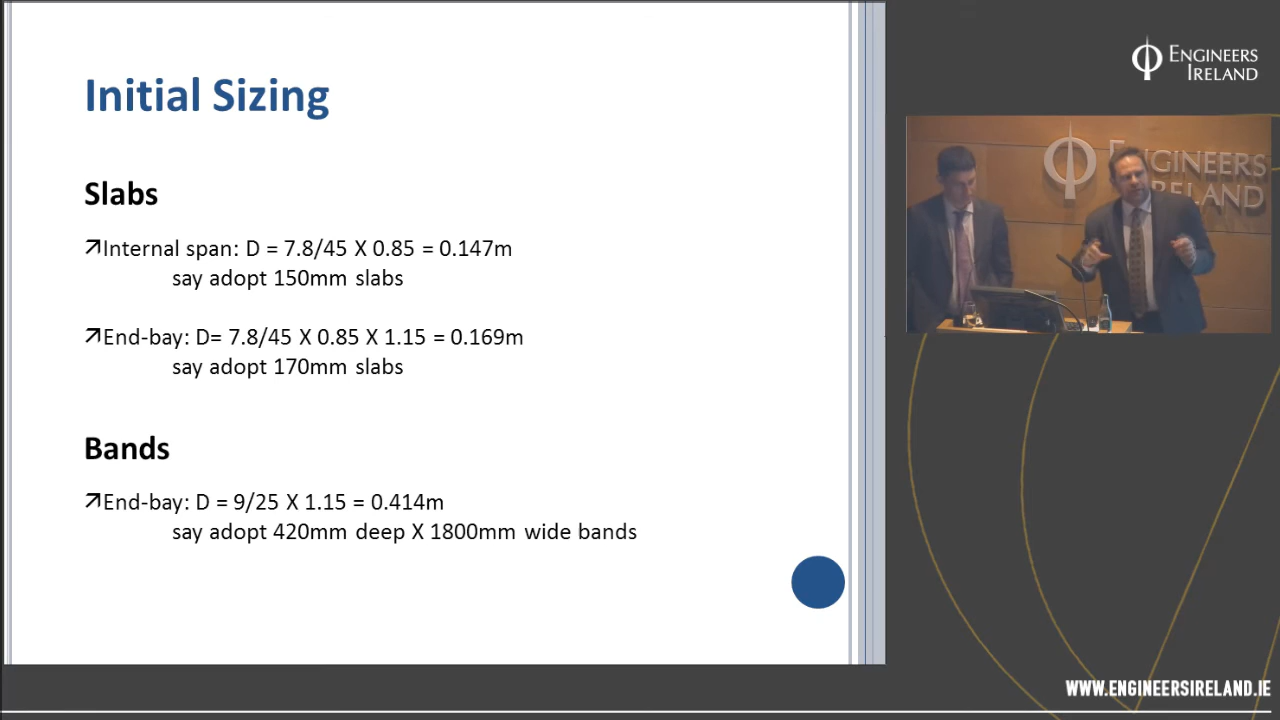 Initial Sizing
Slabs
Internal span: D = 7.8/45 X 0.85 = 0.147m
say adopt 150mm slabs
End-bay: D= 7.8/45 X 0.85 X 1.15 = 0.169m
say adopt 170mm slabs
Bands
End-bay: D = 9/25 X 1.15 = 0.414m
say adopt 420mm deep X 1800mm wide bands
ENGINEERS
IRELAND
ENGINEERS
IRELAND
WWW.ENGINEERSIRELAND.IE